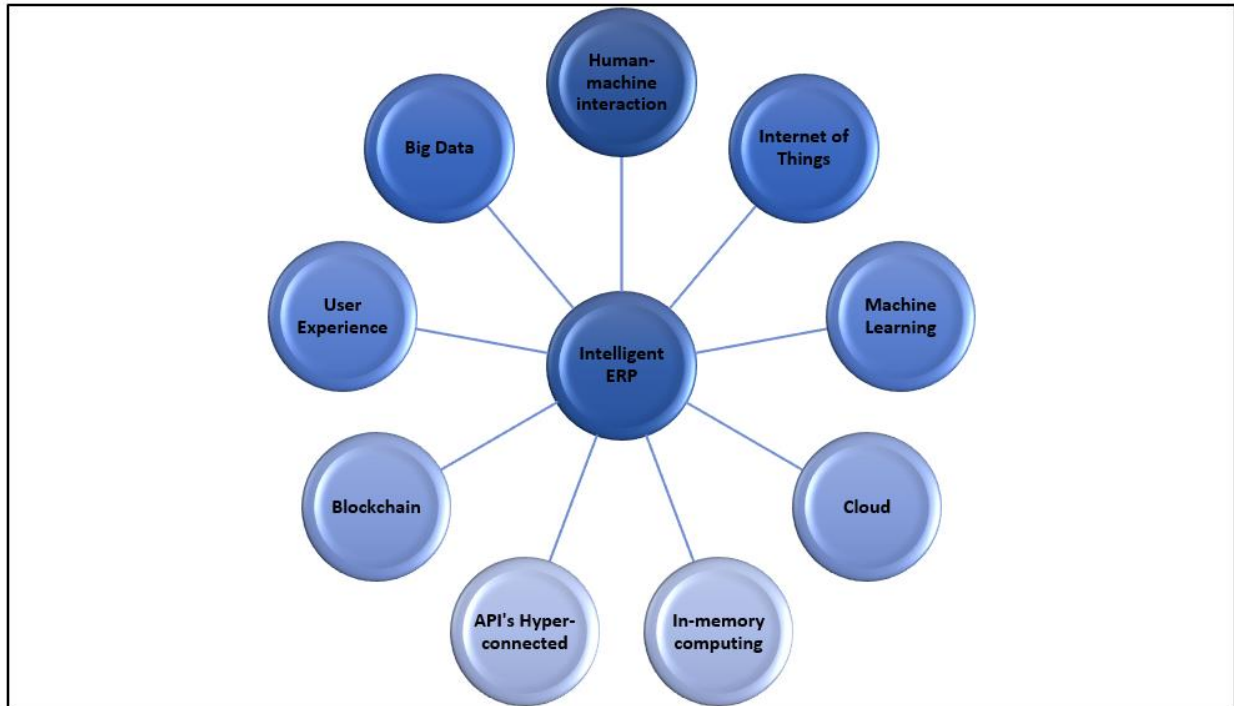 Human-
machine
interaction
Internet of
Things
Machine
Learning
Cloud
In-memory
computing
API's Hyper-
connected
Blockchain
User
Experience
Big Data
Intelligent
ERP